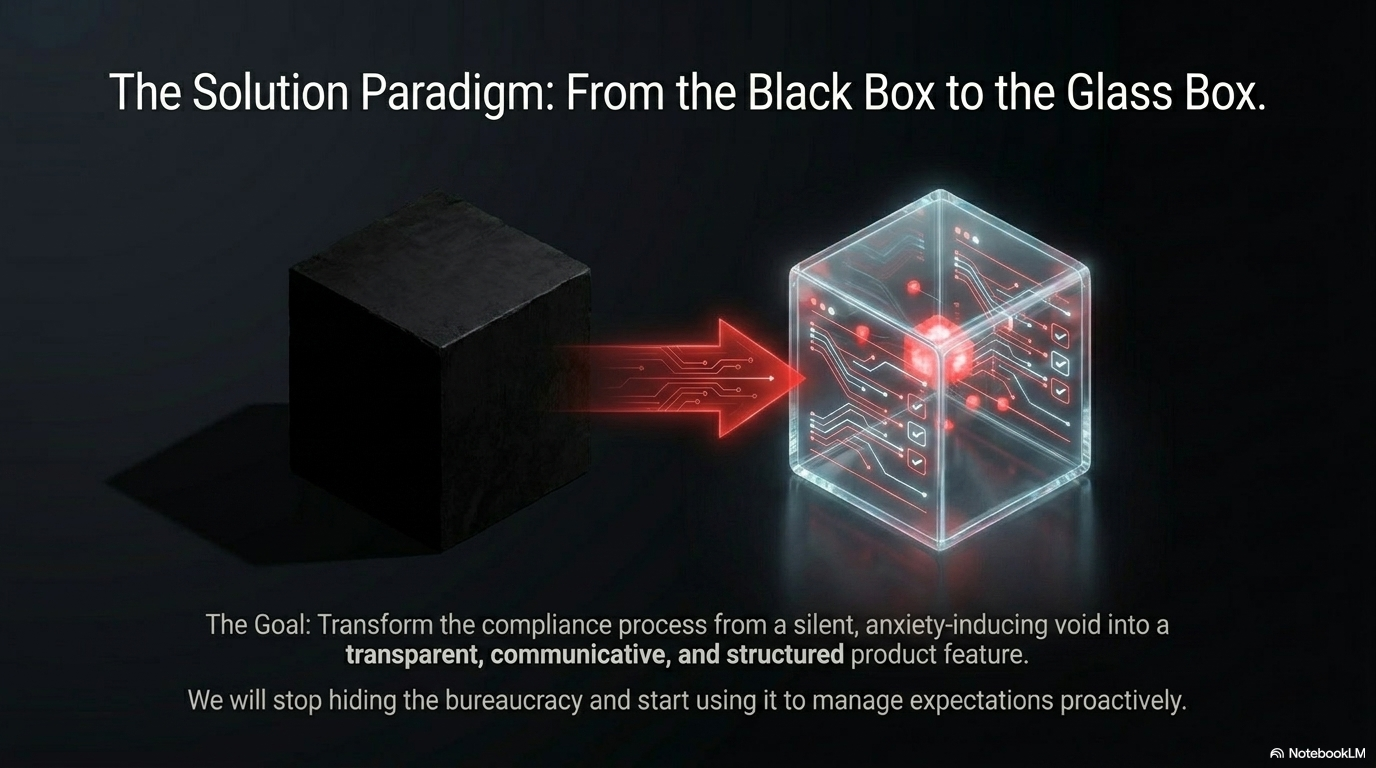 The Solution Paradigm: From the Black Box to the Glass Box.
The Goal: Transform the compliance process from a silent, anxiety-inducing void into a
transparent, communicative, and structured product feature.
We will stop hiding the bureaucracy and start using it to manage expectations proactively.
NotebookLM